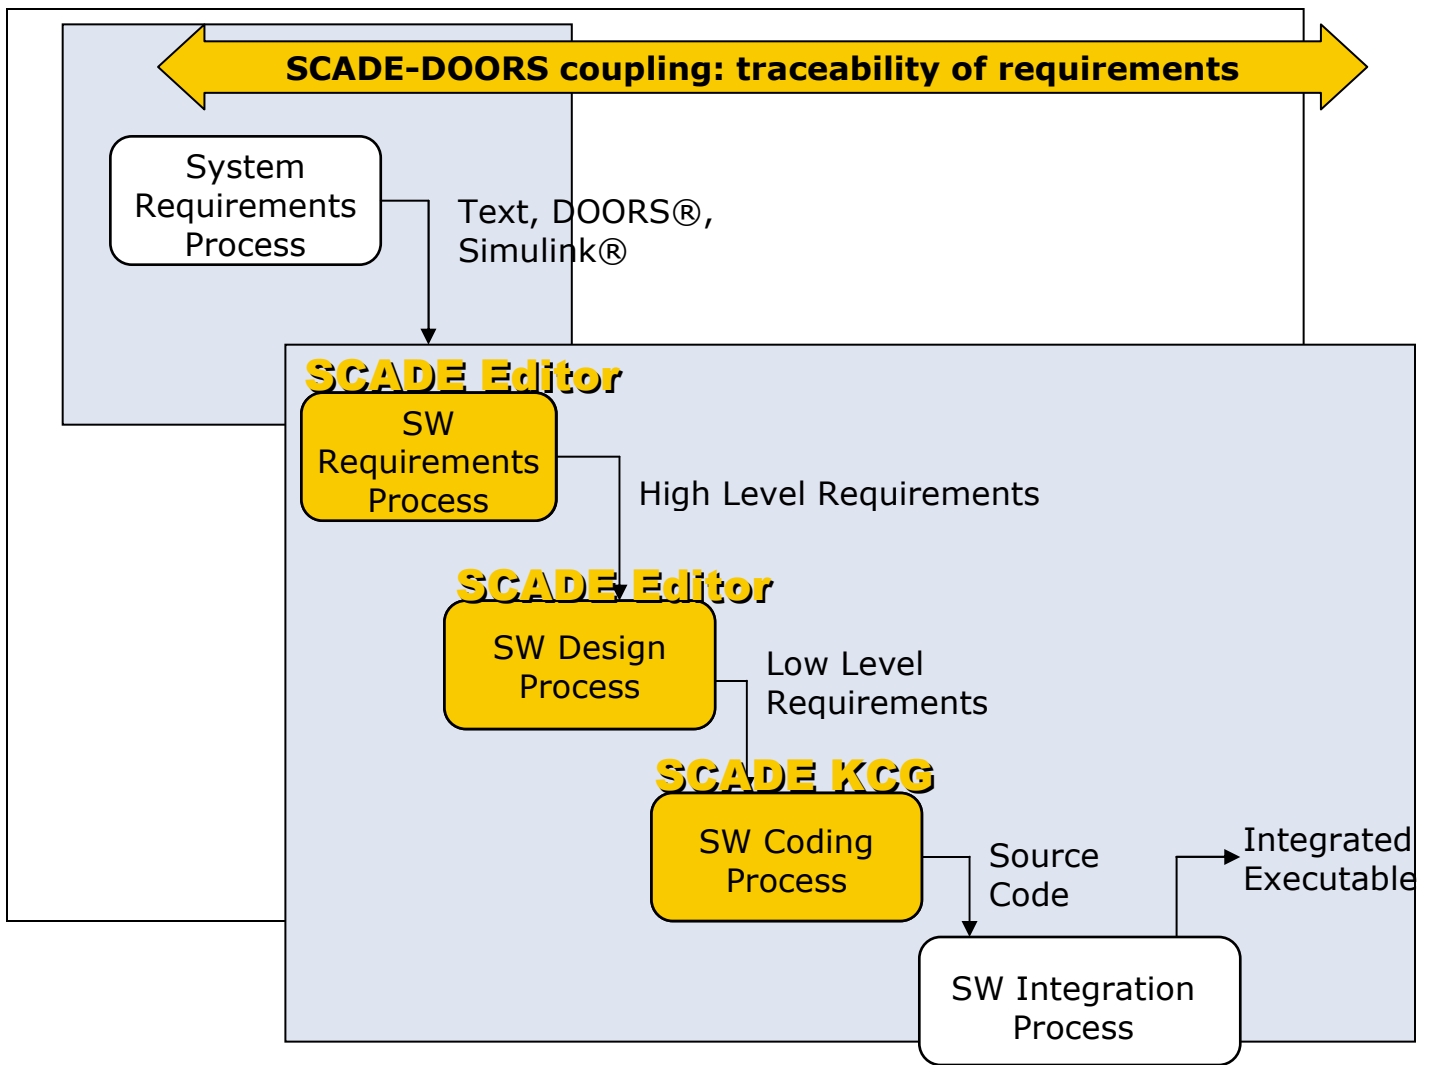 SCADE-DOORS coupling: traceability of requirements
System
Requirements
Process
Text, DOORS®,
Simulink®
SCADE Editor
SW
Requirements
Process
High Level Requirements
SCADE Editor
SW Design
Process
Low Level
Requirements
SCADE KCG
SW Coding
Process
Source
Code
Integrated
Executable
SW Integration
Process